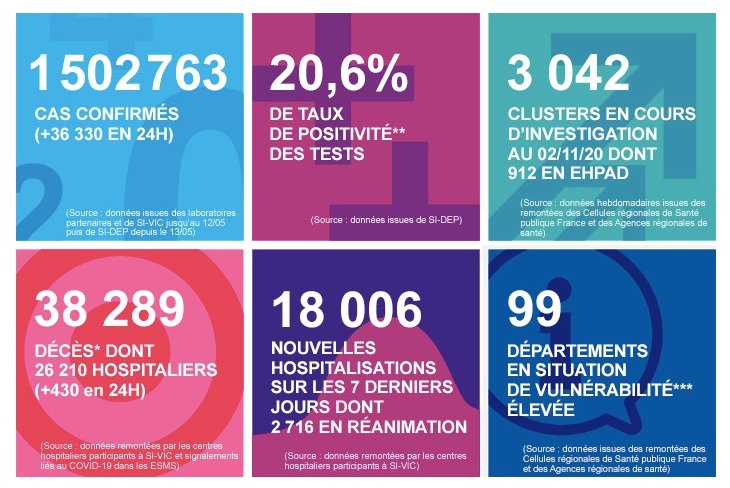 1 502 763
CAS CONFIRMÉS
(+36 330 EN 24H)
(Source : données issues des laboratoires
partenaires et de SI-VIC jusqu'au 12/05
puis de SI-DEP depuis le 13/05)
20,6%
DE TAUX
DE POSITIVITÉ**
DES TESTS
(Source : données issues de SI-DEP)
3 042
CLUSTERS EN COURS
D'INVESTIGATION
AU 02/11/20 DONT
912 EN EHPAD
(Source : données hebdomadaires issues des
remontées des Cellules régionales de Santé
publique France et des Agences régionales de
santé)
38 289
DÉCÈS* DONT
26 210 HOSPITALIERS
(+430 en 24H)
(Source : données remontées par les centres
hospitaliers participants à SI-VIC et signalements
liés au COVID-19 dans les ESMS)
18 006
NOUVELLES
HOSPITALISATIONS
SUR LES 7 DERNIERS
JOURS DONT
2 716 EN RÉANIMATION
(Source : données remontées par les centres
hospitaliers participants à SI-VIC)
99
DÉPARTEMENTS
EN SITUATION
DE VULNÉRABILITÉ***
ÉLEVÉE
(Source : données issues des remontées des
Cellules régionales de Santé publique France
et des Agences régionales de santé)